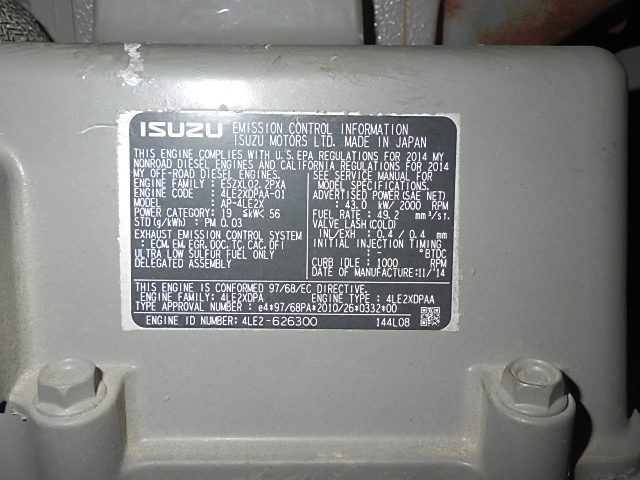 ISUZU EMISSION CONTROL INFORMATION
ISUZU MOTORS LTD. MADE IN JAPAN
THIS ENGINE COMPLIES WITH U.S.EPA REGULATIONS FOR 2014 MY
NONROAD DIESEL ENGINES AND CALIFORNIA REGULATIONS FOR 2014
MY OFF-ROAD DIESEL ENGINES.
ENGINE FAMILY : ESZXL02.2PXA
ENGINE CODE : 4LE2XDPAA-01
MODEL : AP-4LE2X
POWER CATEGORY: 19 ≤kW< 56
STD(g/kWh): PM 0.03
EXHAUST EMISSION CONTROL SYSTEM
: ECM,EM,EGR,DOC,TC,CAC,DFI
ULTRA LOW SULFUR FUEL ONLY
DELEGATED ASSEMBLY
SEE SERVICE MANUAL FOR
MODEL SPECIFICATIONS.
ADVERTISED POWER(SAE NET)
: 43.0 kW/ 2000 RPM
FUEL RATE : 49.2 mm³/st.
VALVE LASH(COLD)
IN/EXH : 0.4 / 0.4 mm
INITIAL INJECTION TIMING
: - °BTDC
CURB IDLE : 1000 RPM
DATE OF MANUFACTURE:11/'14
THIS ENGINE IS CONFORMED 97/68/EC DIRECTIVE.
ENGINE FAMILY: 4LE2XDPA ENGINE TYPE : 4LE2XDPAA
TYPE APPROVAL NUMBER : e4*97/68PA*2010/26*0332*00
ENGINE ID NUMBER: 4LE2-626300 144L08